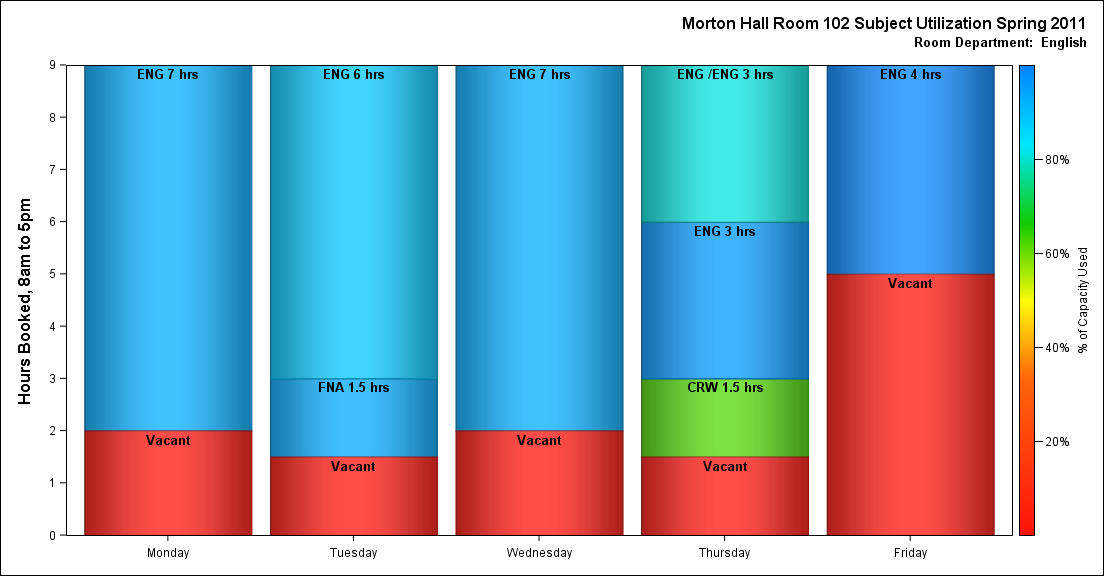 Morton Hall Room 102 Subject Utilization Spring 2011
Room Department: English
Hours Booked, 8am to 5pm
9
8
7
6
5
4
3
2
1
0
ENG 7 hrs
Vacant
ENG 6 hrs
FNA 1.5 hrs
Vacant
ENG 7 hrs
Vacant
ENG /ENG 3 hrs
ENG 3 hrs
CRW 1.5 hrs
Vacant
ENG 4 hrs
Vacant
Monday
Tuesday
Wednesday
Thursday
Friday
80%
60%
40%
20%
% of Capacity Used